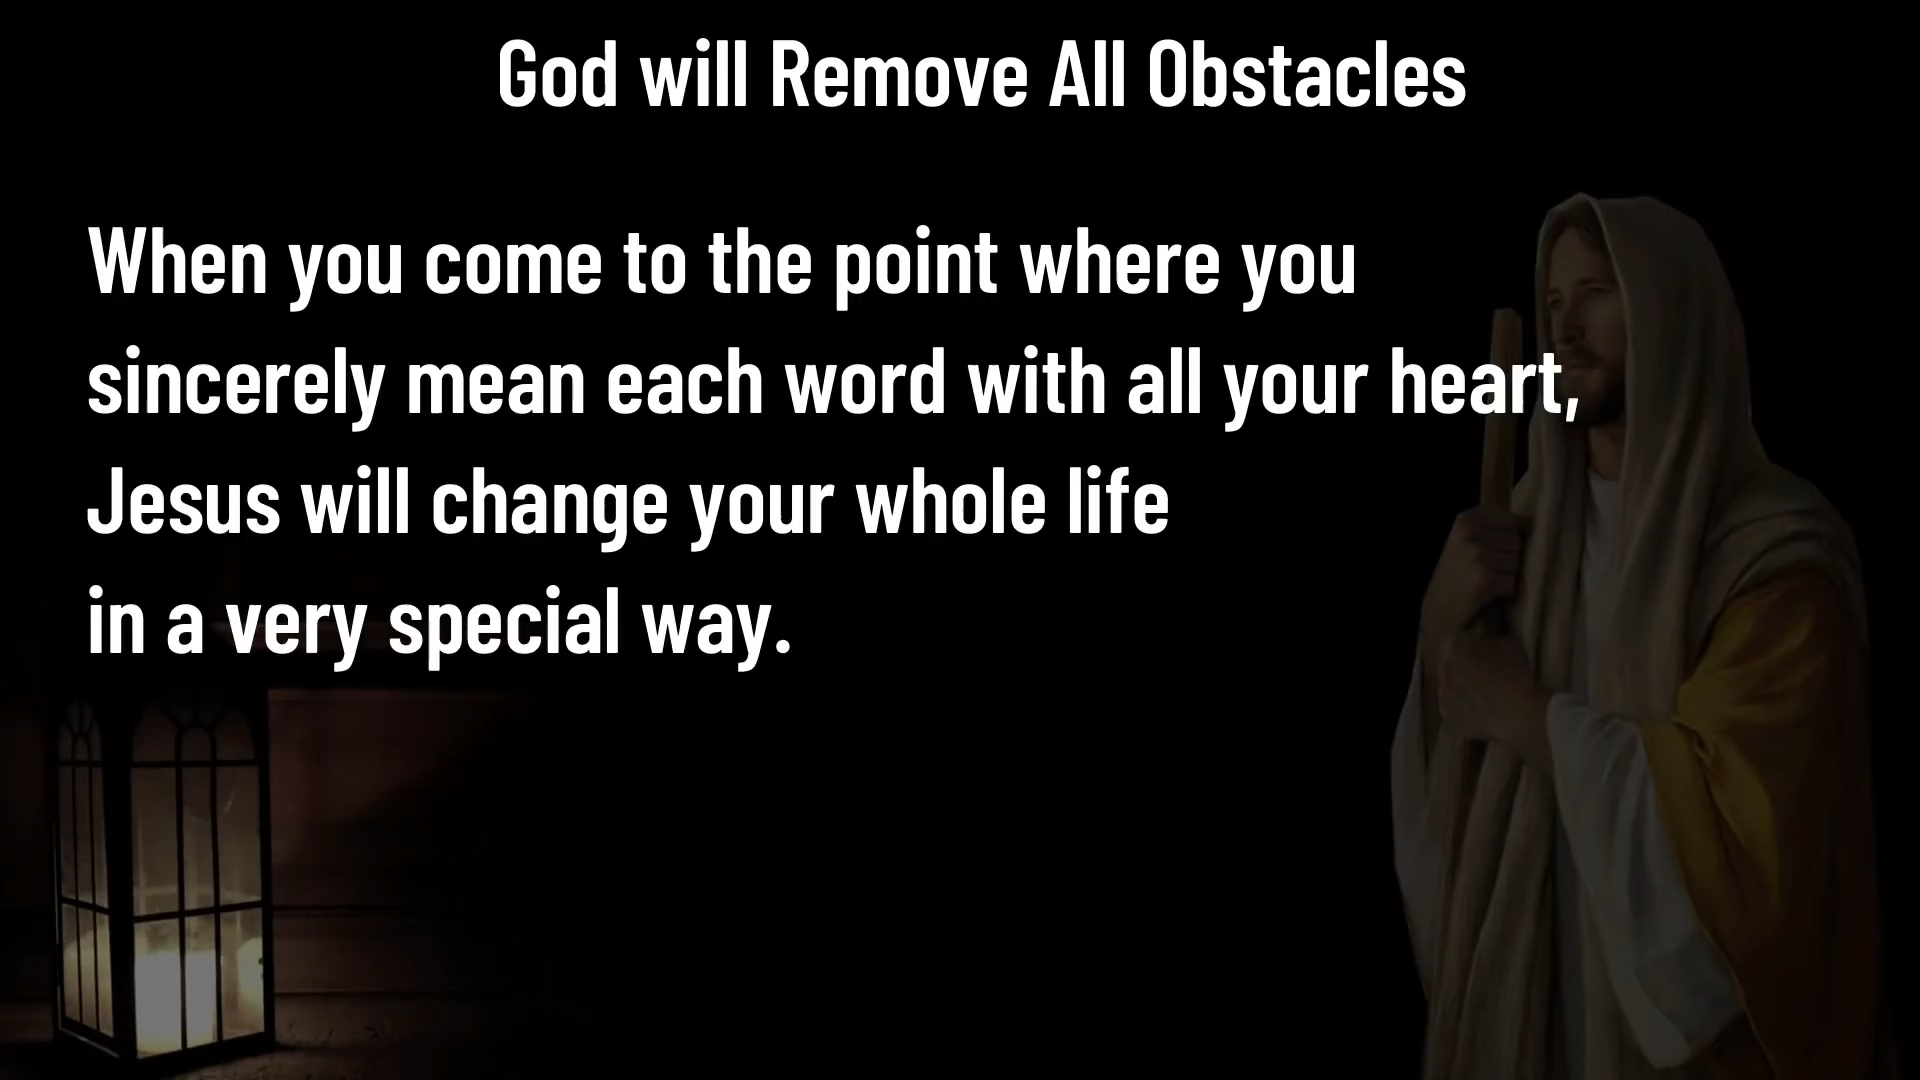 God will Remove All Obstacles
When you come to the point where you
sincerely mean each word with all your heart,
Jesus will change your whole life
in a very special way.